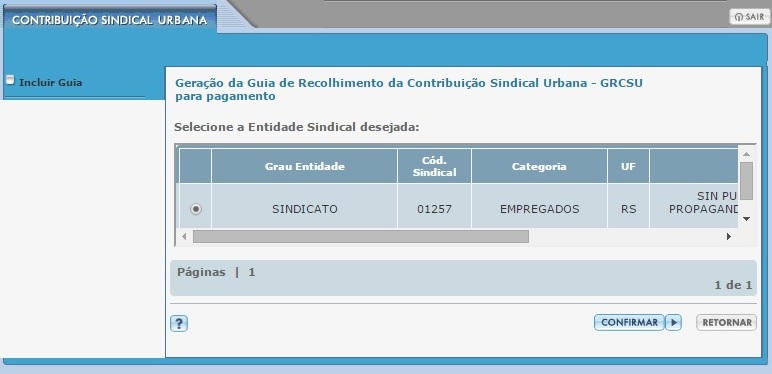 CONTRIBUIÇÃO SINDICAL URBANA
SAIR
Incluir Guia
Geração da Guia de Recolhimento da Contribuição Sindical Urbana - GRCSU
para pagamento
Selecione a Entidade Sindical desejada:
Grau Entidade Cód. Sindical Categoria UF
SINDICATO 01257 EMPREGADOS RS SIN PU
PROPAGAND
Páginas | 1
1 de 1
? CONFIRMAR RETORNAR